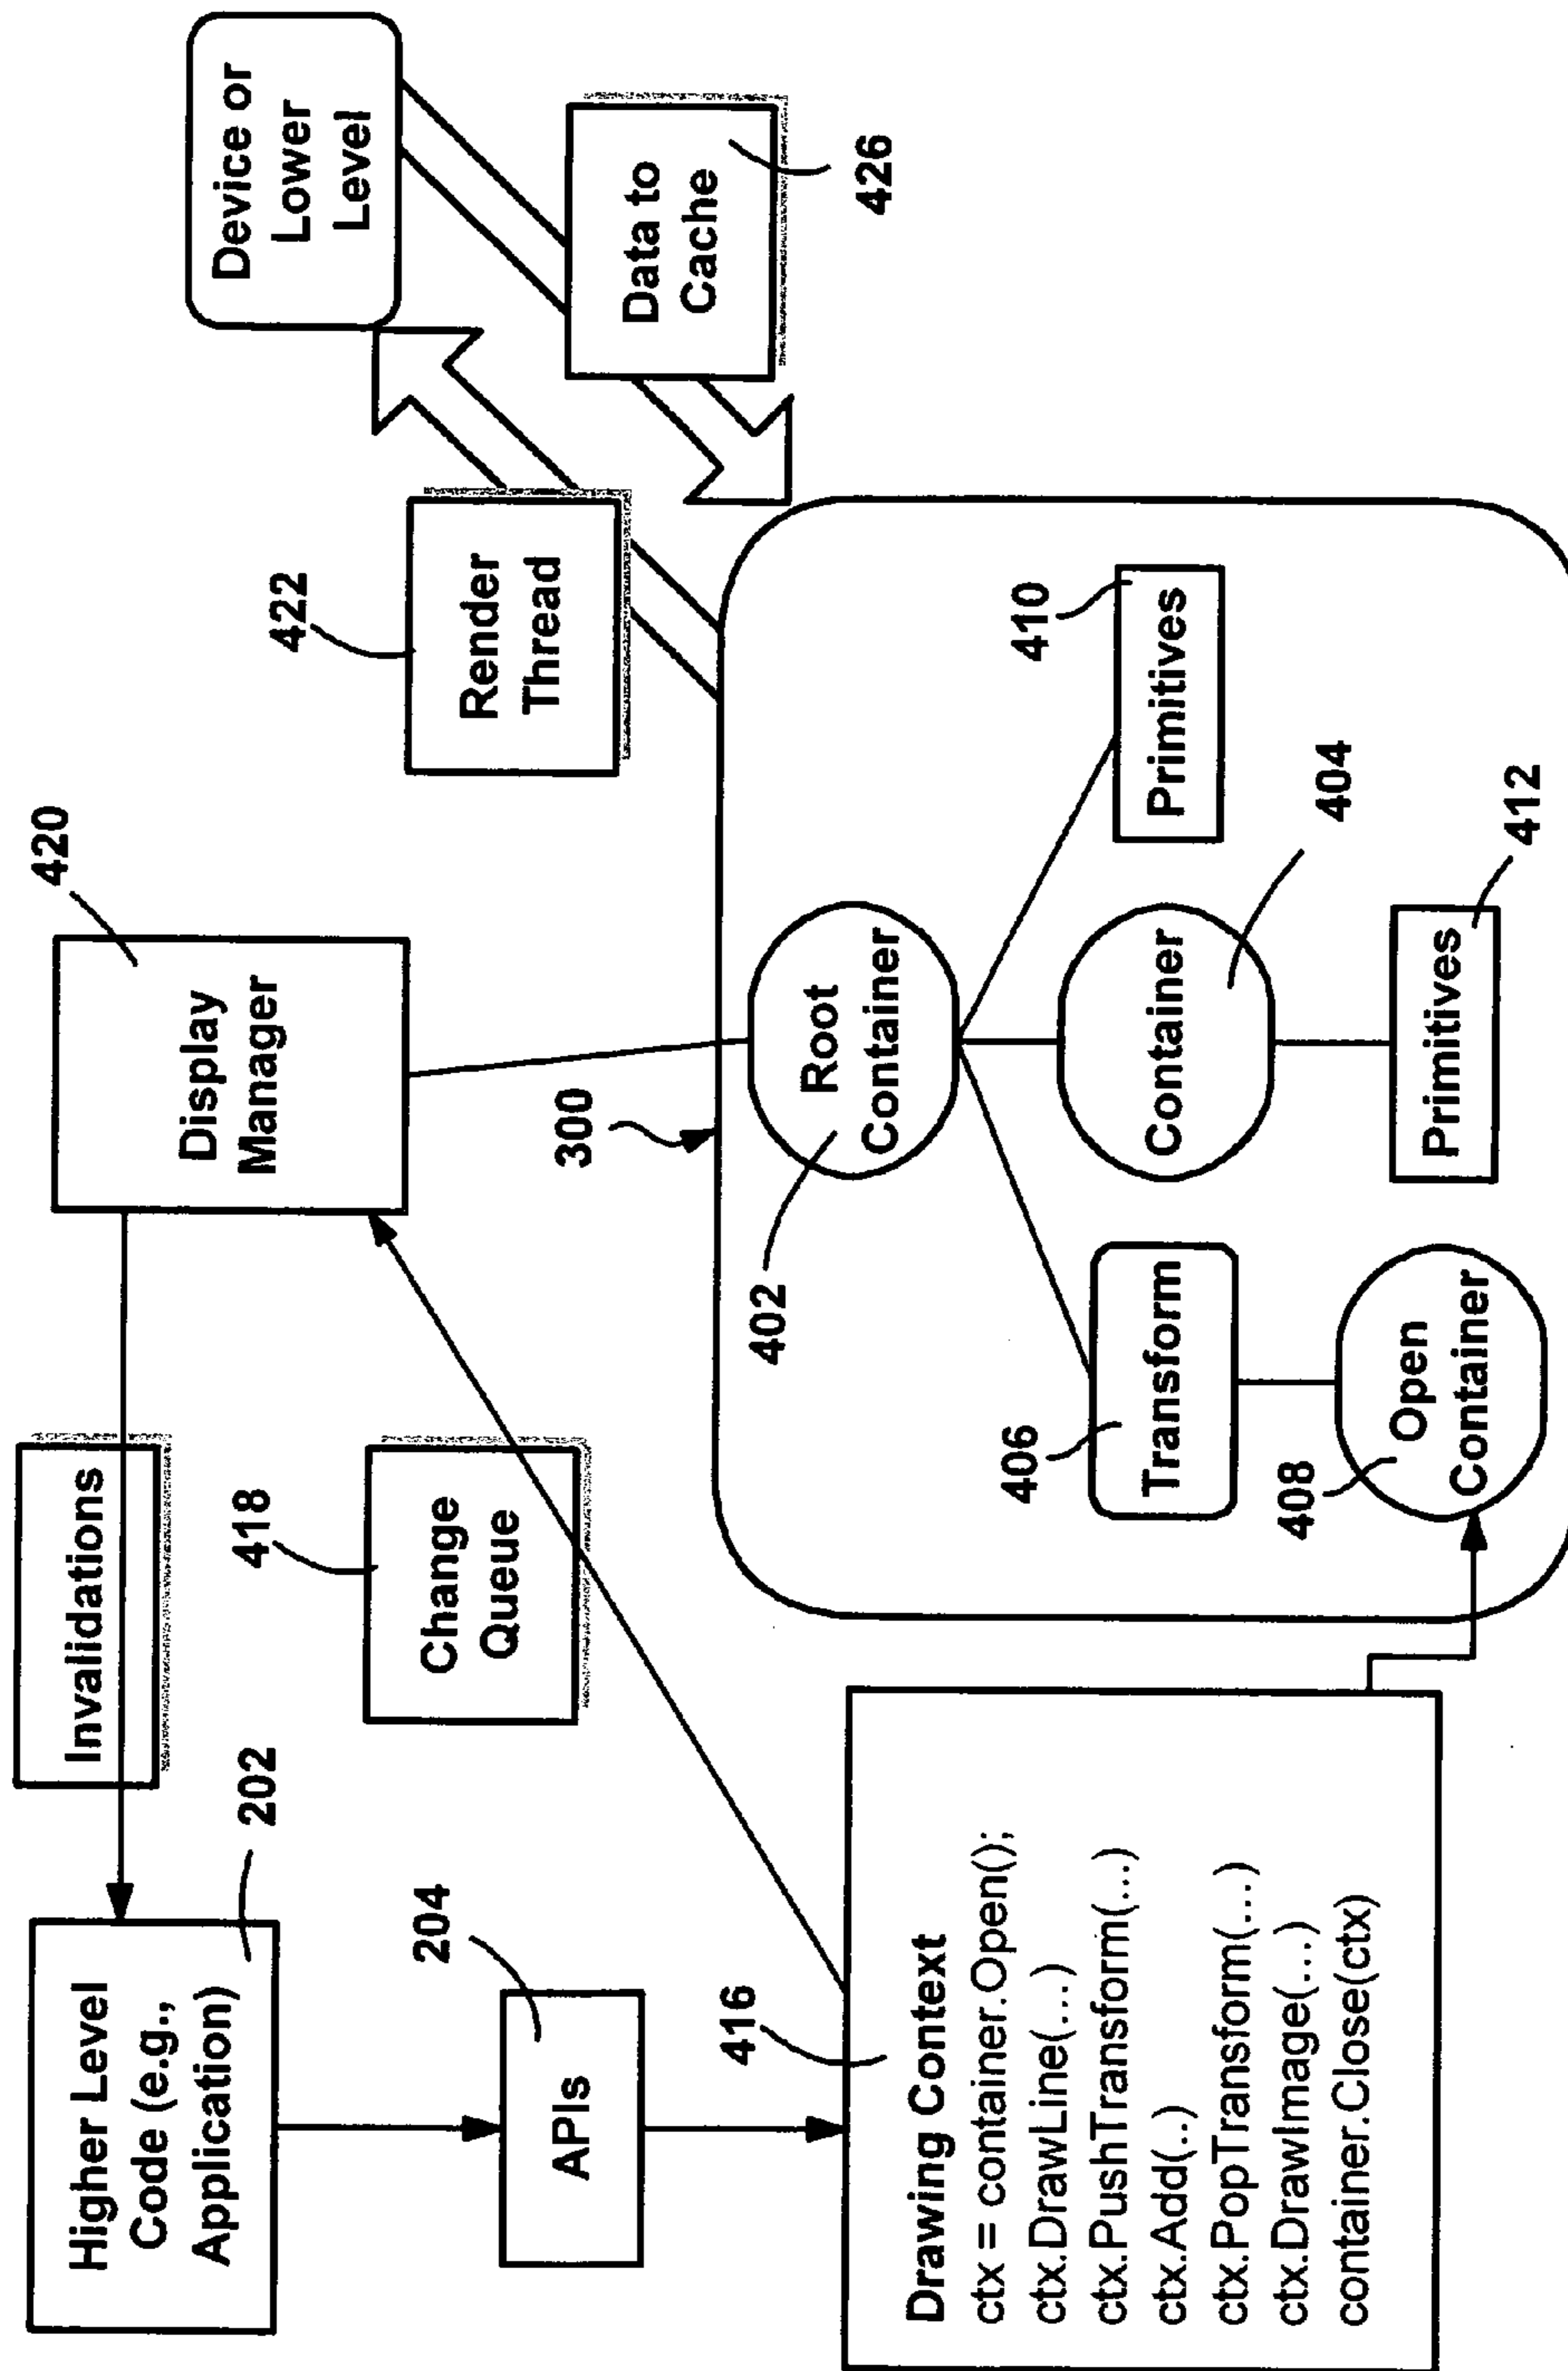 Higher Level
Code (e.g.,
Application)
202
Invalidations
Display
Manager
420
Device or
Lower
Level
204
APIs
418
Change
Queue
422
Render
Thread
Data to
Cache
426
416
Drawing Context
ctx = container.Open();
ctx.DrawLine(....)
ctx.PushTransform(...)
ctx.Add(..)
ctx.PopTransform(...)
ctx.DrawImage(...)
container.Close(ctx)
300
402
Root
Container
406
Transform
Container
404
410
Primitives
408
Open
Container
Primitives
412